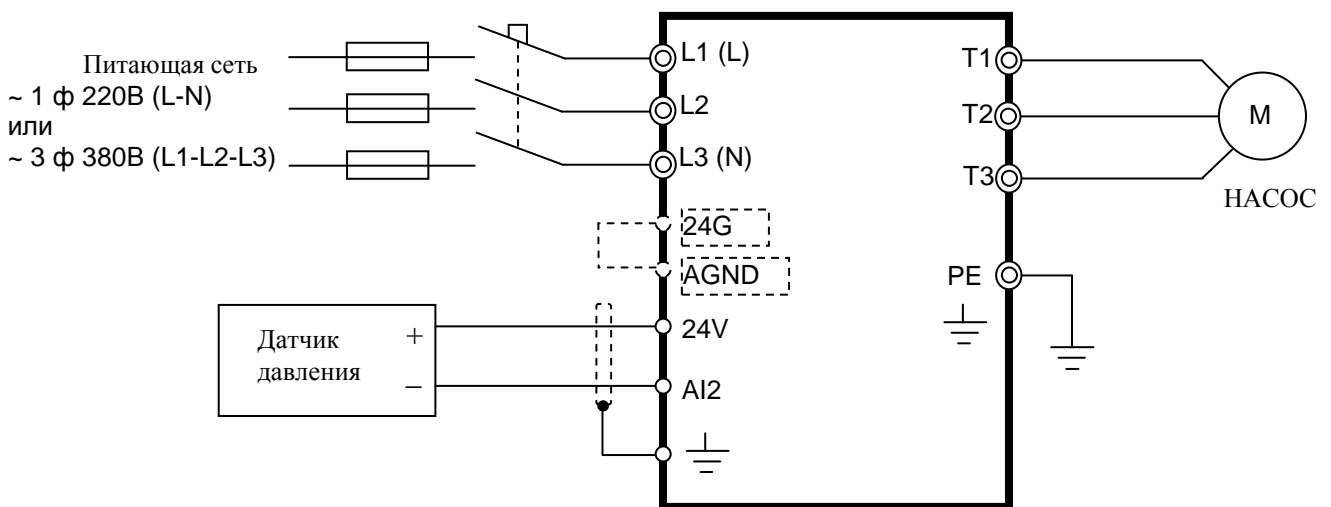 Питающая сеть
~ 1 ф 220В (L-N)
или
~ 3 ф 380В (L1-L2-L3)
L1 (L)
L2
L3 (N)
24G
AGND
24V
AI2
Датчик
давления
+
–
T1
T2
T3
PE
M
НАСОС